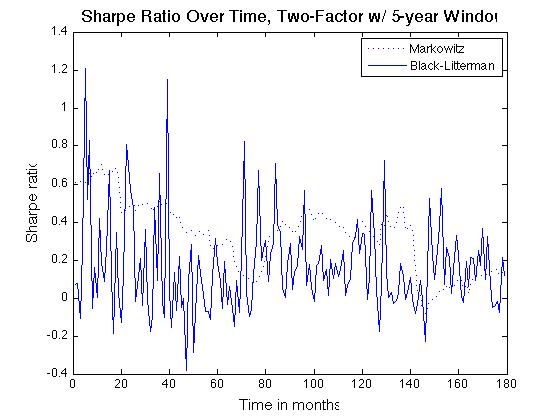 Sharpe Ratio Over Time, Two-Factor w/ 5-year Window
Markowitz
Black-Litterman
Sharpe ratio
1.4
1.2
1
0.8
0.6
0.4
0.2
0
-0.2
-0.4
0 20 40 60 80 100 120 140 160 180
Time in months